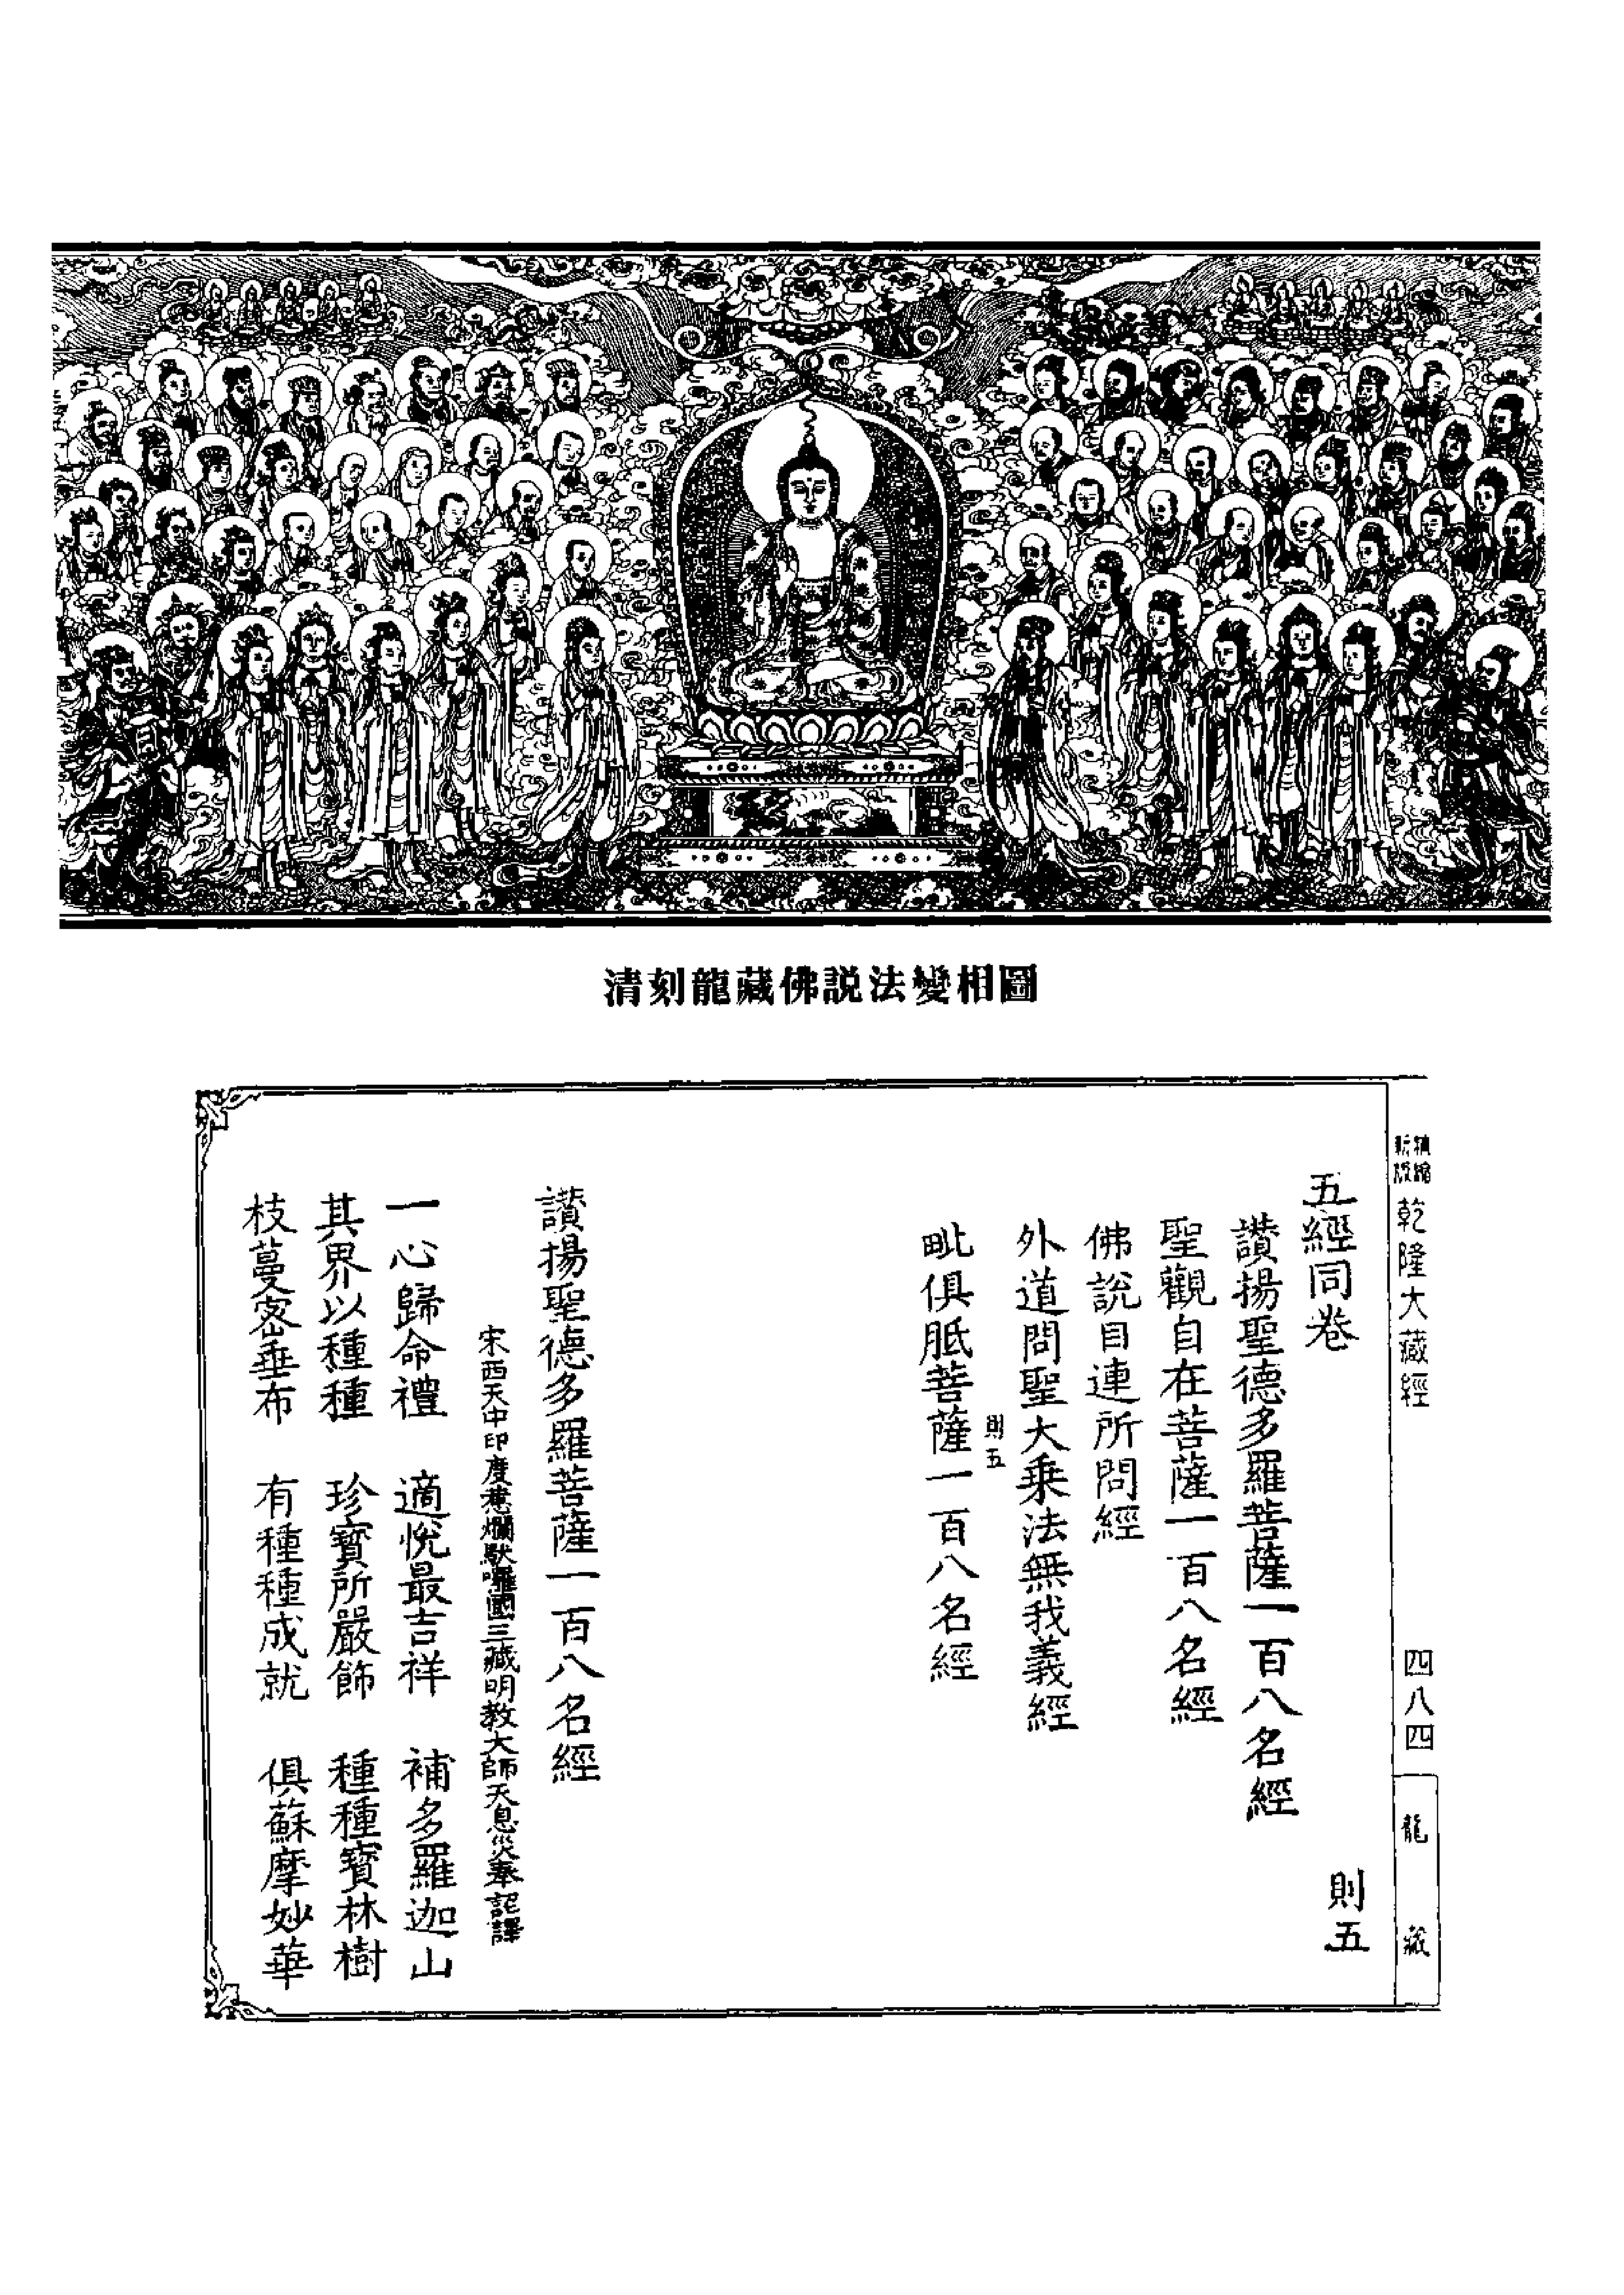 清刻龍藏佛説法變相圖
乾隆大藏經
四八四
龍藏
五經同卷
則五
讚揚聖德多羅菩薩一百八名經
聖觀自在菩薩一百八名經
佛說目連所問經
外道問聖大乘法無我義經
則五
毗俱胝菩薩一百八名經
讚揚聖德多羅菩薩一百八名經
宋西天中印度惹爛馱囉國三藏明教大師天息災奉詔譯
一心歸命禮 適悅最吉祥 補多羅迦山
其界以種種 珍寶所嚴飾 種種寶林樹
枝蔓密垂布 有種種成就 俱蘇摩妙華